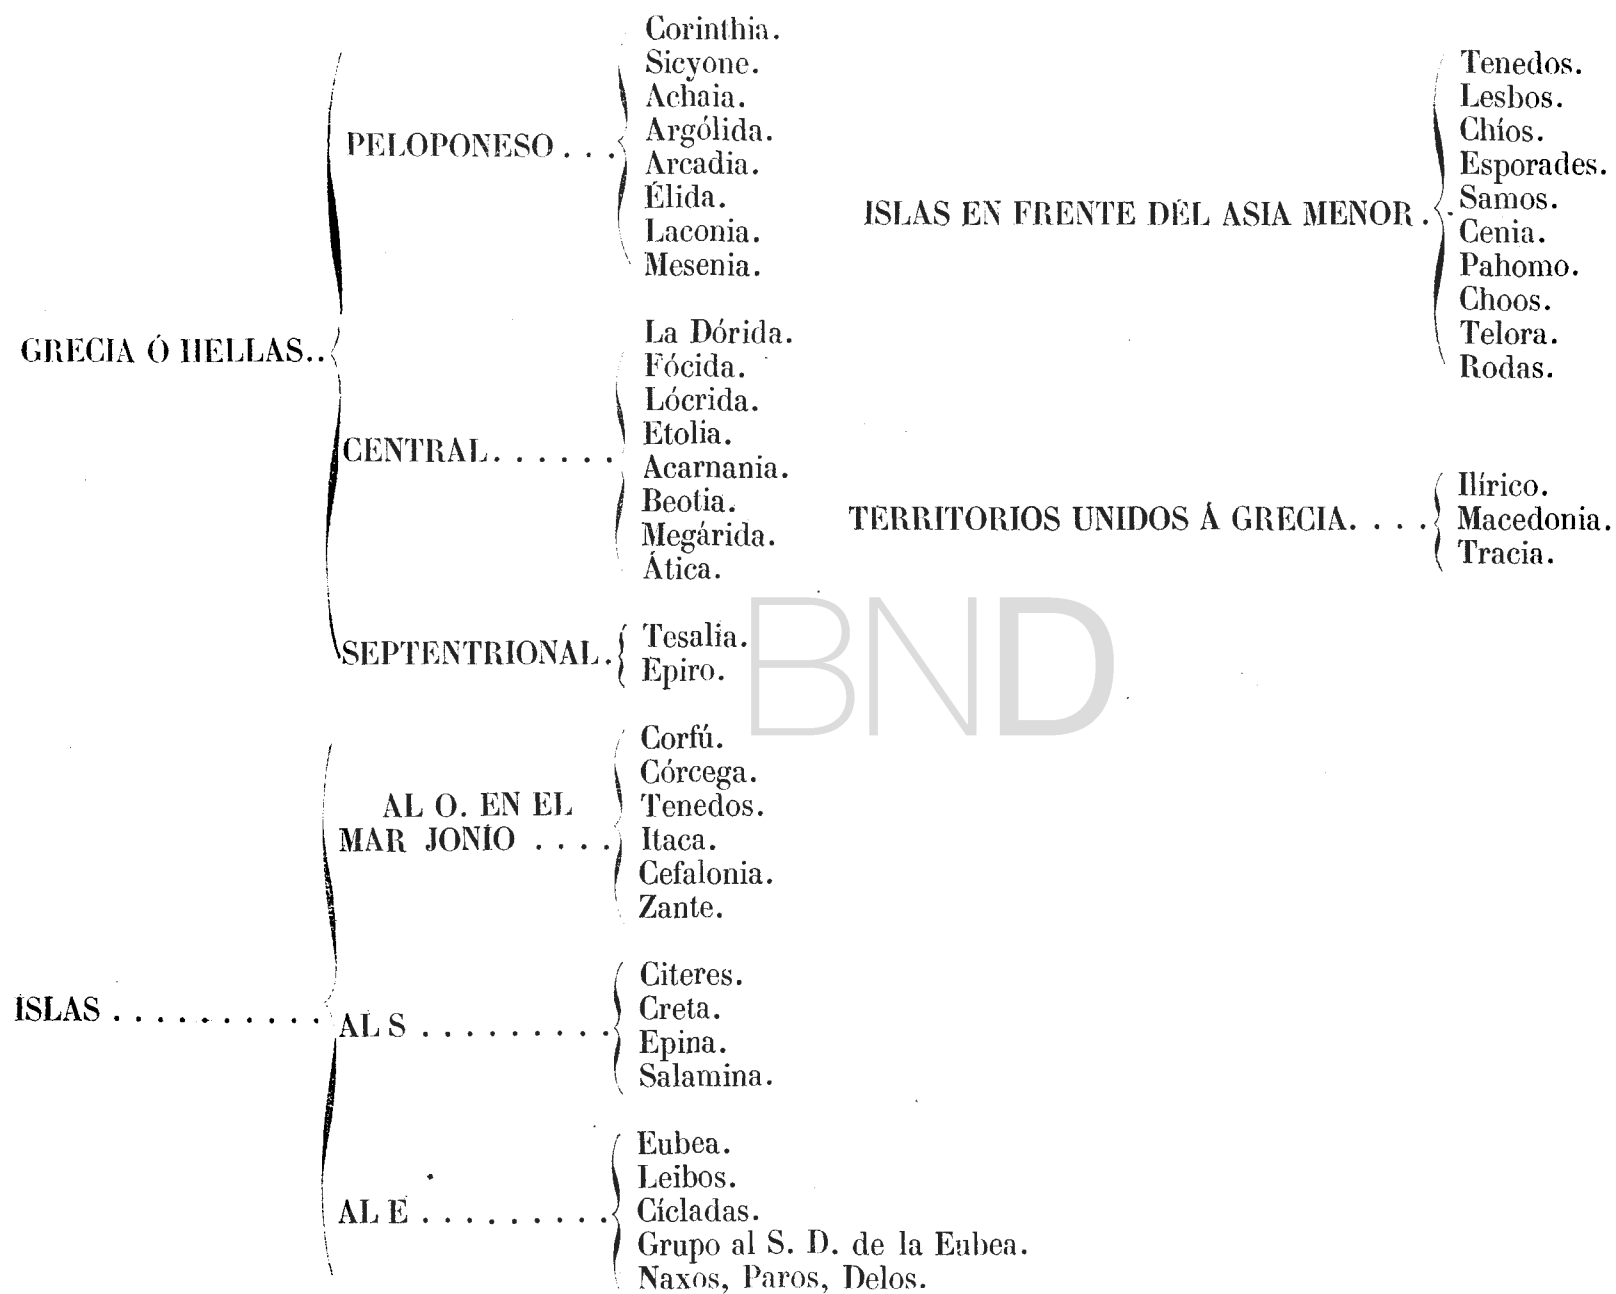 GRECIA Ó HELLAS..
PELOPONESO . . .
Corinthia.
Sicyone.
Achaia.
Argólida.
Arcadia.
Élida.
Laconia.
Mesenia.
CENTRAL. . . . . .
La Dórida.
Fócida.
Lócrida.
Etolia.
Acarnania.
Beotia.
Megárida.
Ática.
SEPTENTRIONAL.
Tesalia.
Epiro.
ISLAS . . . . . . . . . .
AL O. EN EL
MAR JONIO . . . .
Corfú.
Córcega.
Tenedos.
Itaca.
Cefalonia.
Zante.
AL S . . . . . . . . .
Citeres.
Creta.
Epina.
Salamina.
AL E . . . . . . . . .
Eubea.
Leibos.
Cícladas.
Grupo al S. D. de la Eubea.
Naxos, Paros, Delos.
ISLAS EN FRENTE DEL ASIA MENOR . .
Tenedos.
Lesbos.
Chíos.
Esporades.
Samos.
Cenia.
Pahomo.
Choos.
Telora.
Rodas.
TERRITORIOS UNIDOS Á GRECIA. . . .
Ilírico.
Macedonia.
Tracia.
BND